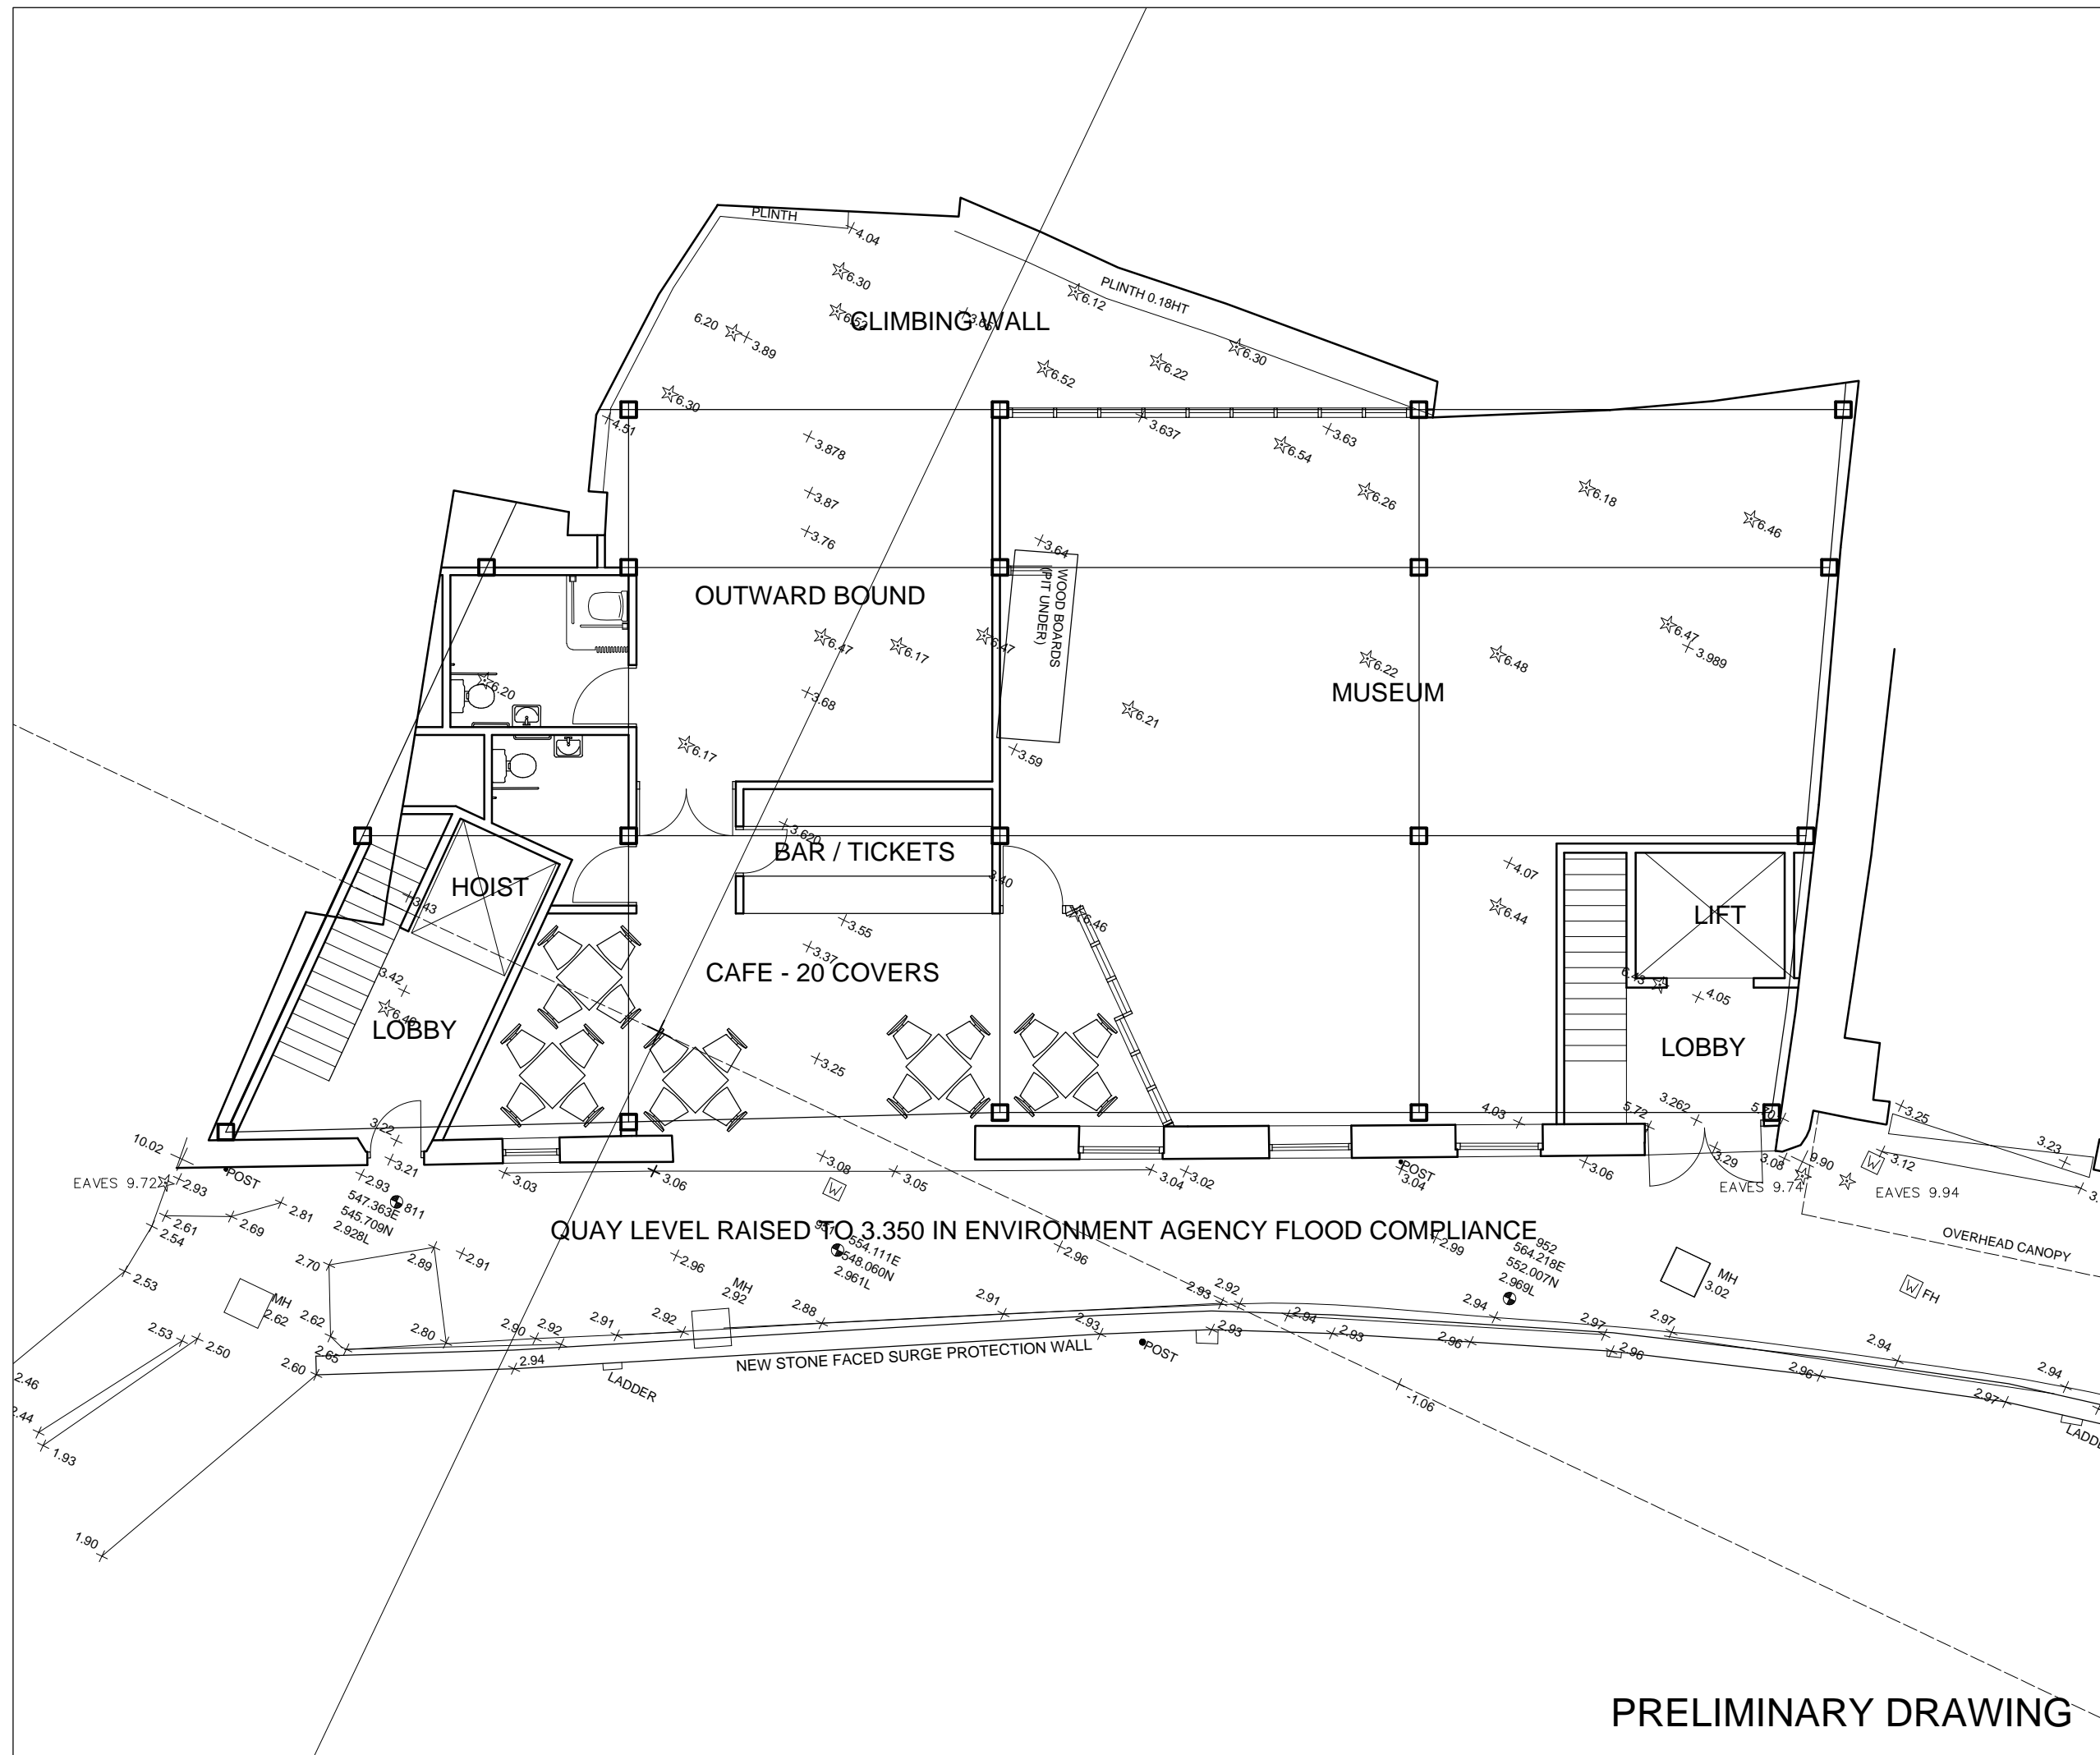 PLINTH
4.04
6.30
6.12
PLINTH 0.18HT
6.52
CLIMBING WALL
6.20
3.89
6.30
6.52
6.22
6.30
4.51
3.878
3.637
3.63
6.54
3.87
6.26
6.18
6.46
3.76
3.64
OUTWARD BOUND
WOOD BOARDS
(PIT UNDER)
6.47
6.17
6.47
6.47
3.989
6.22
6.48
6.20
MUSEUM
3.68
6.21
6.17
3.59
3.620
BAR / TICKETS
4.07
3.40
HOIST
3.43
3.55
6.46
6.44
LIFT
3.37
CAFE - 20 COVERS
3.42
6.43
4.05
LOBBY
LOBBY
3.25
3.262
4.03
5.72
3.25
10.02
3.22
3.21
POST
EAVES 9.72
2.93
2.93
3.03
3.06
3.08
3.05
3.04
3.02
POST
3.04
3.06
3.29
3.08
9.90
W
3.12
3.23
EAVES 9.74
EAVES 9.94
547.363E
545.709N
2.928L
811
W
2.61
2.54
2.69
2.81
QUAY LEVEL RAISED TO 3.350 IN ENVIRONMENT AGENCY FLOOD COMPLIANCE
951
554.111E
548.060N
2.961L
2.99
952
564.218E
552.007N
2.969L
OVERHEAD CANOPY
2.70
2.89
2.91
2.96
2.96
2.53
MH
2.62
MH
2.92
MH
3.02
W
FH
2.62
2.80
2.90
2.92
2.91
2.92
2.88
2.91
2.93
2.92
2.94
2.93
2.94
2.97
2.97
2.94
2.94
2.53
2.50
2.65
2.60
2.94
2.93
2.93
POST
2.96
2.96
2.96
2.97
NEW STONE FACED SURGE PROTECTION WALL
LADDER
2.46
2.44
1.93
-1.06
1.90
PRELIMINARY DRAWING